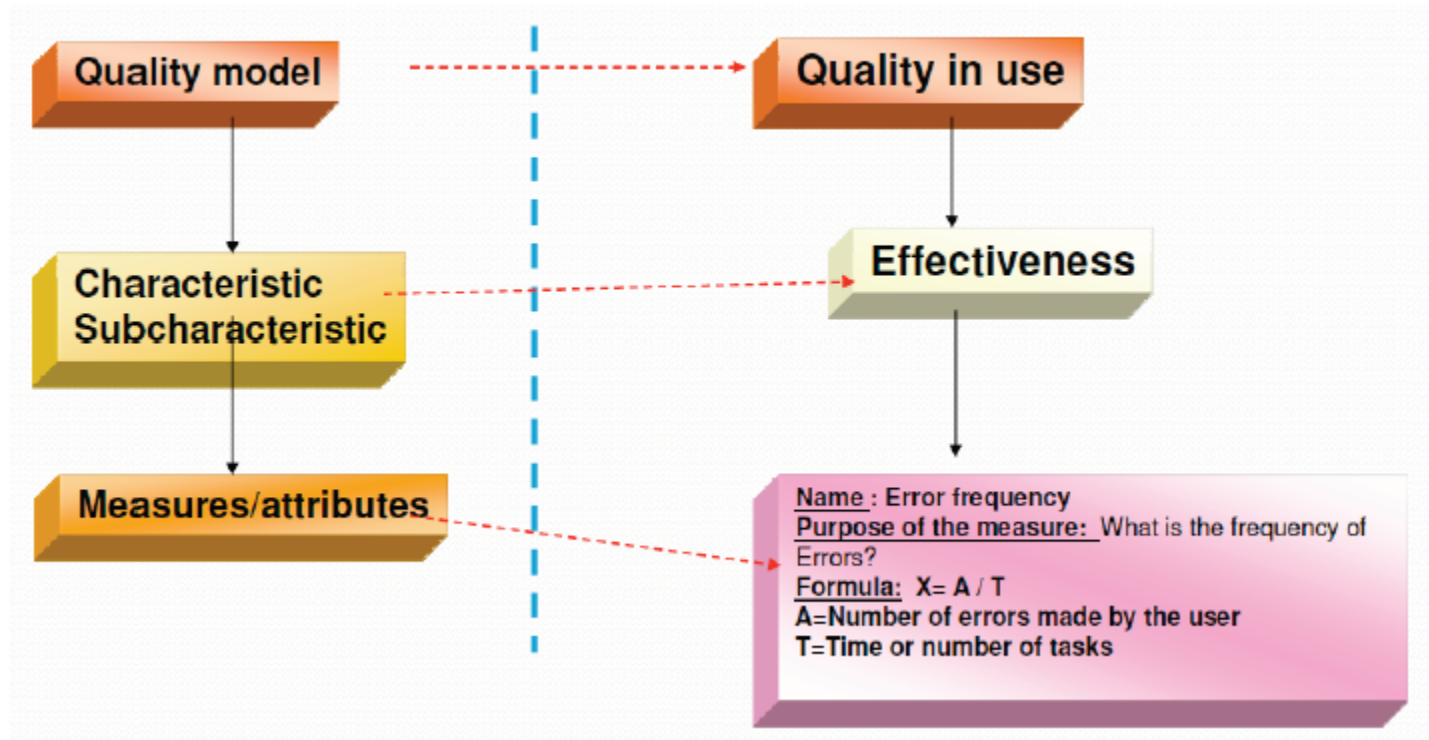 Quality model
Quality in use
Characteristic
Subcharacteristic
Effectiveness
Measures/attributes
Name : Error frequency
Purpose of the measure: What is the frequency of
Errors?
Formula: X= A / T
A=Number of errors made by the user
T=Time or number of tasks